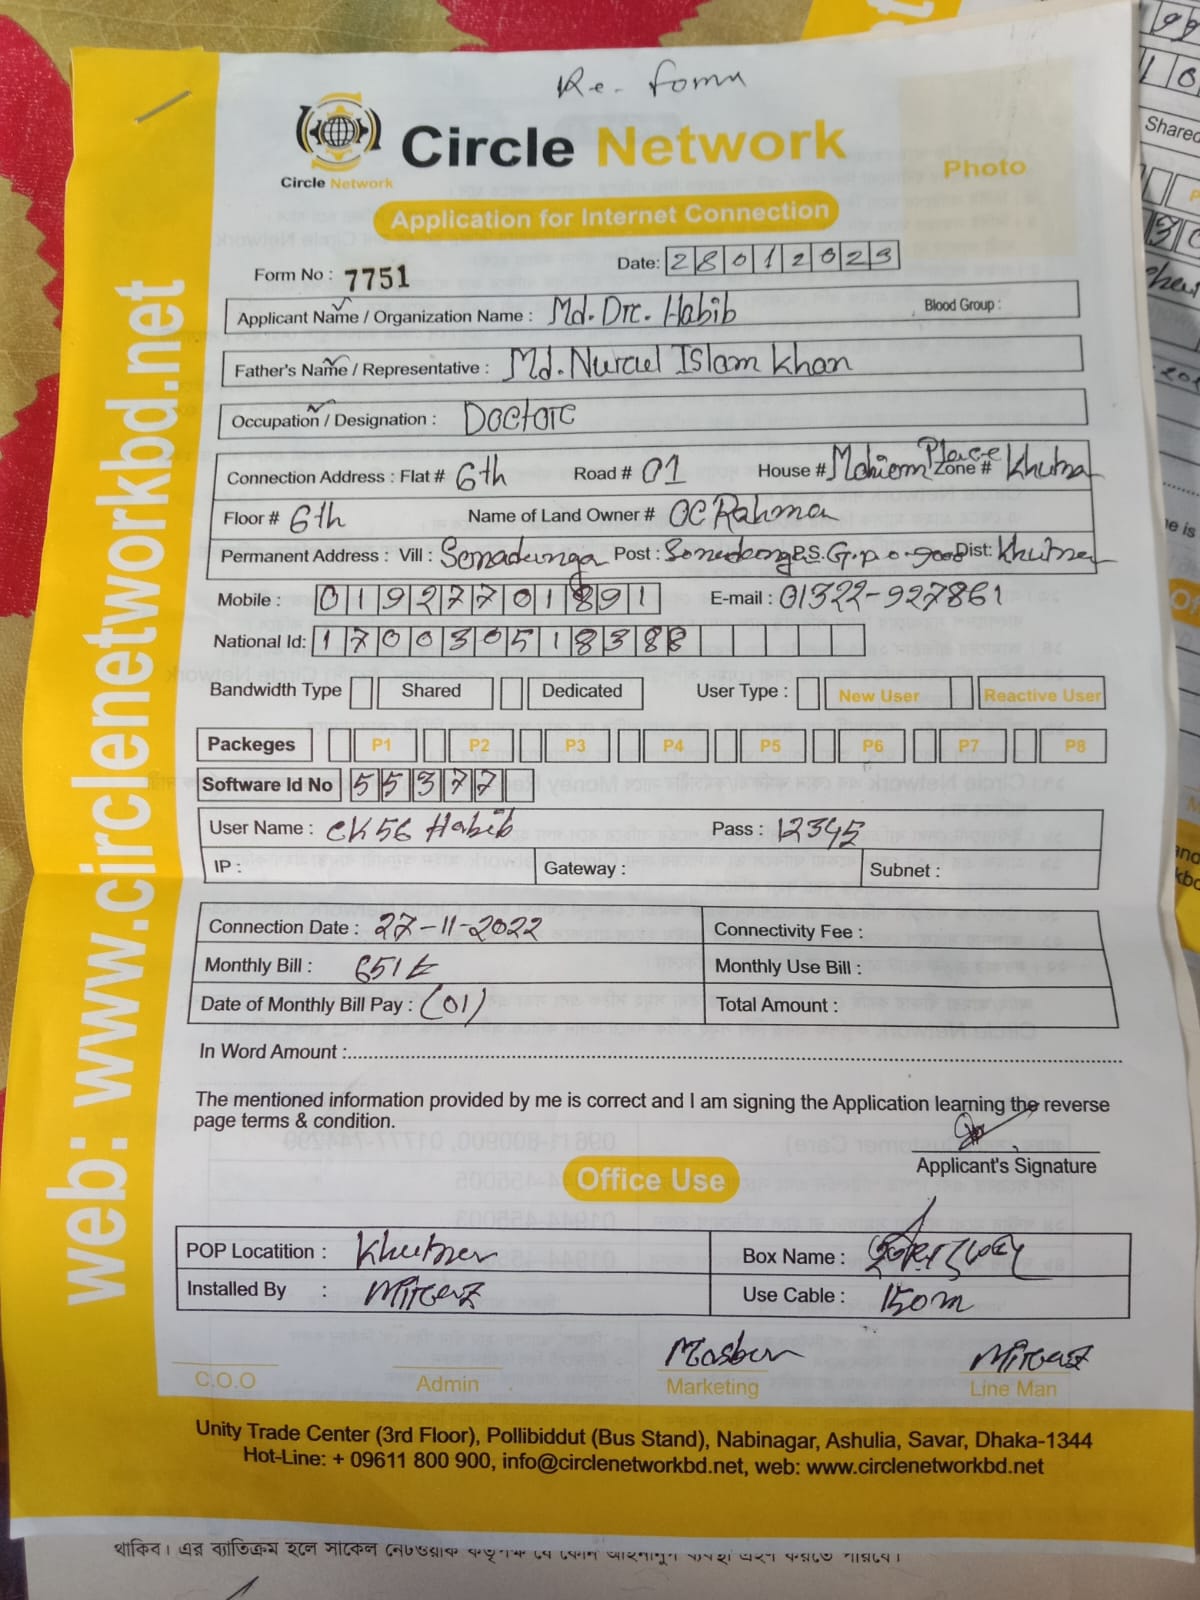 Re. form
Circle Network
Circle Network
Photo
Application for Internet Connection
Form No : 7751
Date: 28012023
Applicant Name / Organization Name : Md. Dr. Habib Blood Group :
Father's Name / Representative : Md. Nurul Islam Khan
Occupation / Designation : Doctor
Connection Address : Flat # 6th Road # 01 House # Place Zone # Khulna
Floor # 6th Name of Land Owner # OC Rahman
Permanent Address : Vill : Sonadanga Post : Sonadanga P.S. G.p.o-9000 Dist: Khulna
Mobile : 01927701891 E-mail : 01322-927861
National Id: 170030518388
Bandwidth Type Shared Dedicated User Type : New User Reactive User
Packeges P1 P2 P3 P4 P5 P6 P7 P8
Software Id No 55377
User Name : CK56 Habib Pass : 12345
IP : Gateway : Subnet :
Connection Date : 27-11-2022 Connectivity Fee :
Monthly Bill : 651 Monthly Use Bill :
Date of Monthly Bill Pay : (01) Total Amount :
In Word Amount :
The mentioned information provided by me is correct and I am signing the Application learning the reverse
page terms & condition.
Applicant's Signature
Office Use
POP Locatition : Khulna Box Name :
Installed By : Use Cable : 150m
C.O.O Admin Marketing Line Man
Unity Trade Center (3rd Floor), Pollibiddut (Bus Stand), Nabinagar, Ashulia, Savar, Dhaka-1344
Hot-Line: + 09611 800 900, info@circlenetworkbd.net, web: www.circlenetworkbd.net
web: www.circlenetworkbd.net
Shared